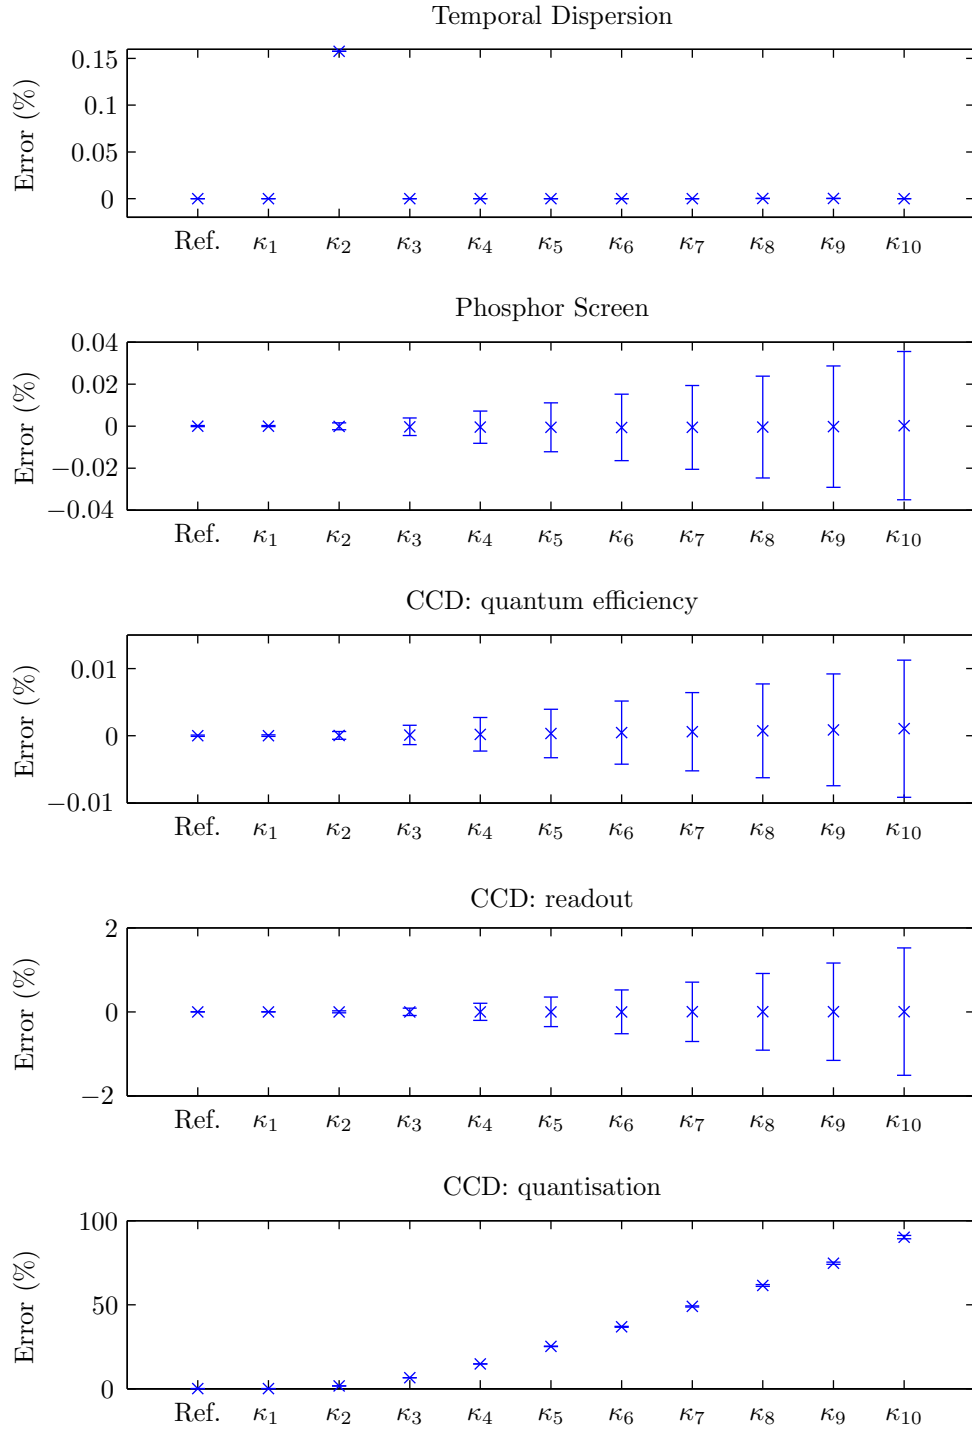 Temporal Dispersion
Error (%)
0.15
0.1
0.05
0
Ref. κ₁ κ₂ κ₃ κ₄ κ₅ κ₆ κ₇ κ₈ κ₉ κ₁₀
Phosphor Screen
Error (%)
0.04
0.02
0
−0.02
−0.04
Ref. κ₁ κ₂ κ₃ κ₄ κ₅ κ₆ κ₇ κ₈ κ₉ κ₁₀
CCD: quantum efficiency
Error (%)
0.01
0
−0.01
Ref. κ₁ κ₂ κ₃ κ₄ κ₅ κ₆ κ₇ κ₈ κ₉ κ₁₀
CCD: readout
Error (%)
2
0
−2
Ref. κ₁ κ₂ κ₃ κ₄ κ₅ κ₆ κ₇ κ₈ κ₉ κ₁₀
CCD: quantisation
Error (%)
100
50
0
Ref. κ₁ κ₂ κ₃ κ₄ κ₅ κ₆ κ₇ κ₈ κ₉ κ₁₀